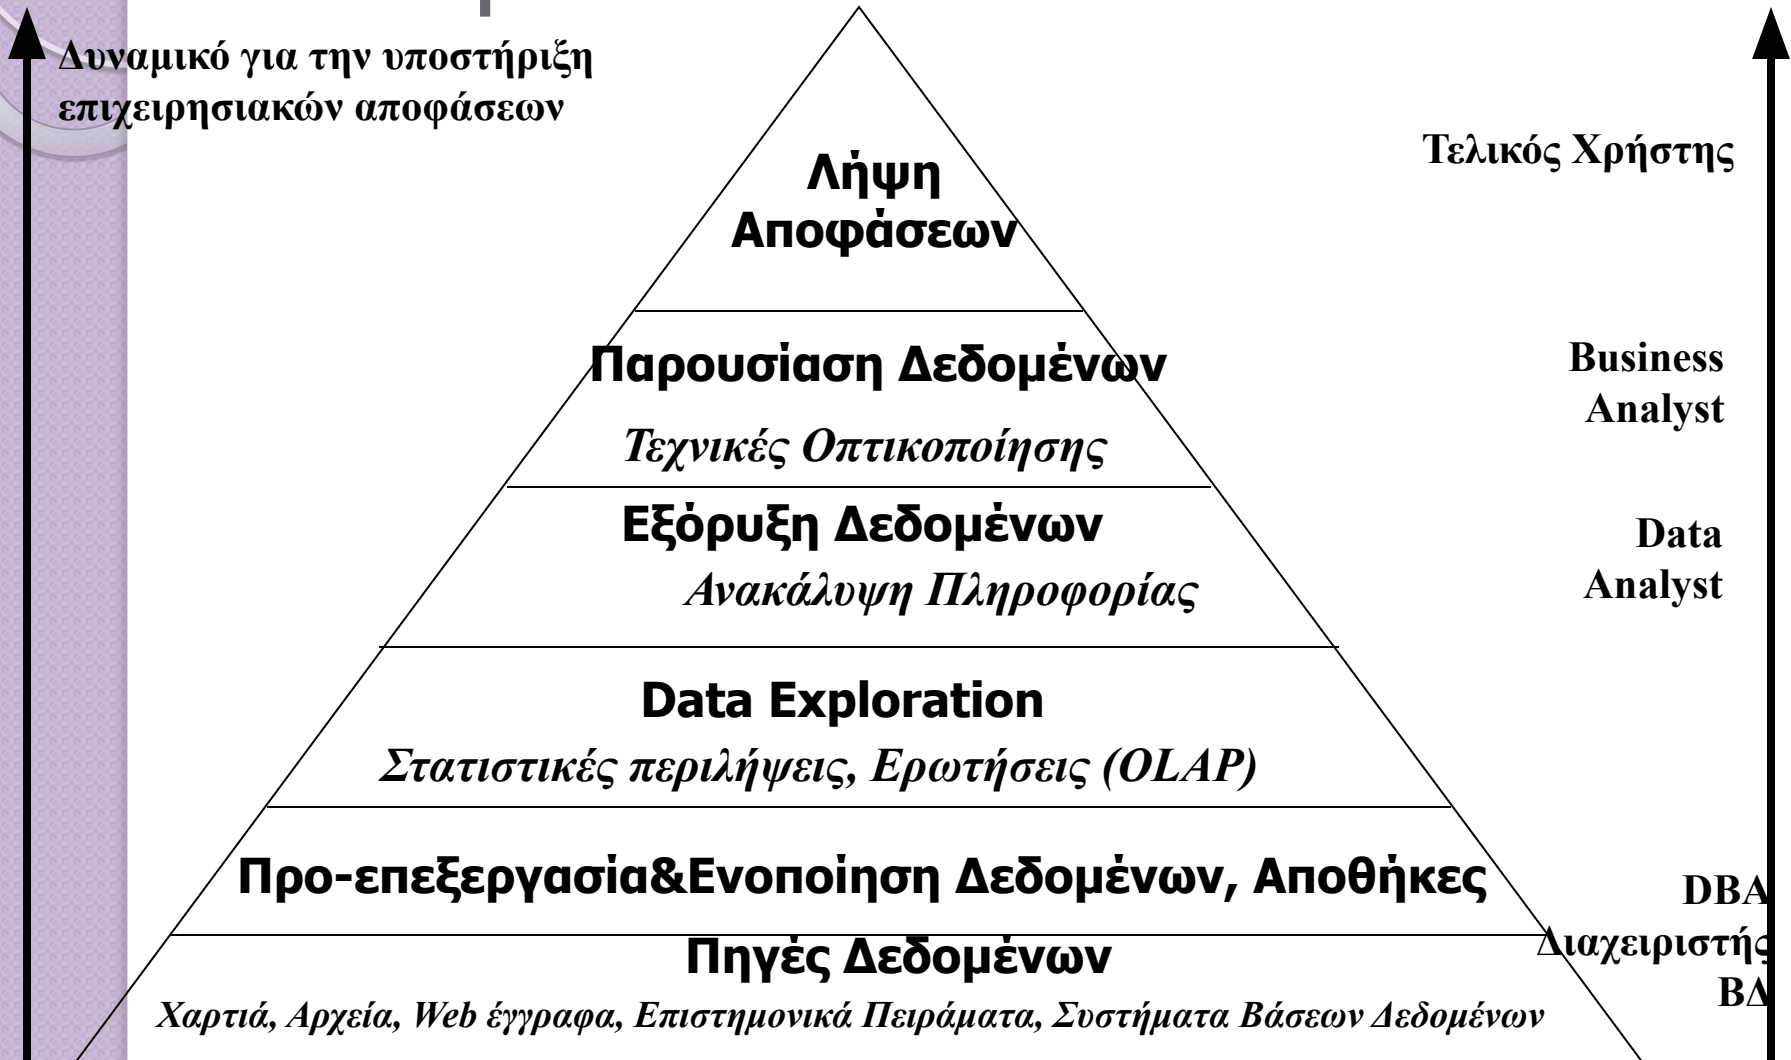 Δυναμικό για την υποστήριξη
επιχειρησιακών αποφάσεων
Τελικός Χρήστης
Λήψη
Αποφάσεων
Παρουσίαση Δεδομένων
Business
Analyst
Τεχνικές Οπτικοποίησης
Εξόρυξη Δεδομένων
Data
Analyst
Ανακάλυψη Πληροφορίας
Data Exploration
Στατιστικές περιλήψεις, Ερωτήσεις (OLAP)
Προ-επεξεργασία&Ενοποίηση Δεδομένων, Αποθήκες
DBA
Διαχειριστής
ΒΔ
Πηγές Δεδομένων
Χαρτιά, Αρχεία, Web έγγραφα, Επιστημονικά Πειράματα, Συστήματα Βάσεων Δεδομένων